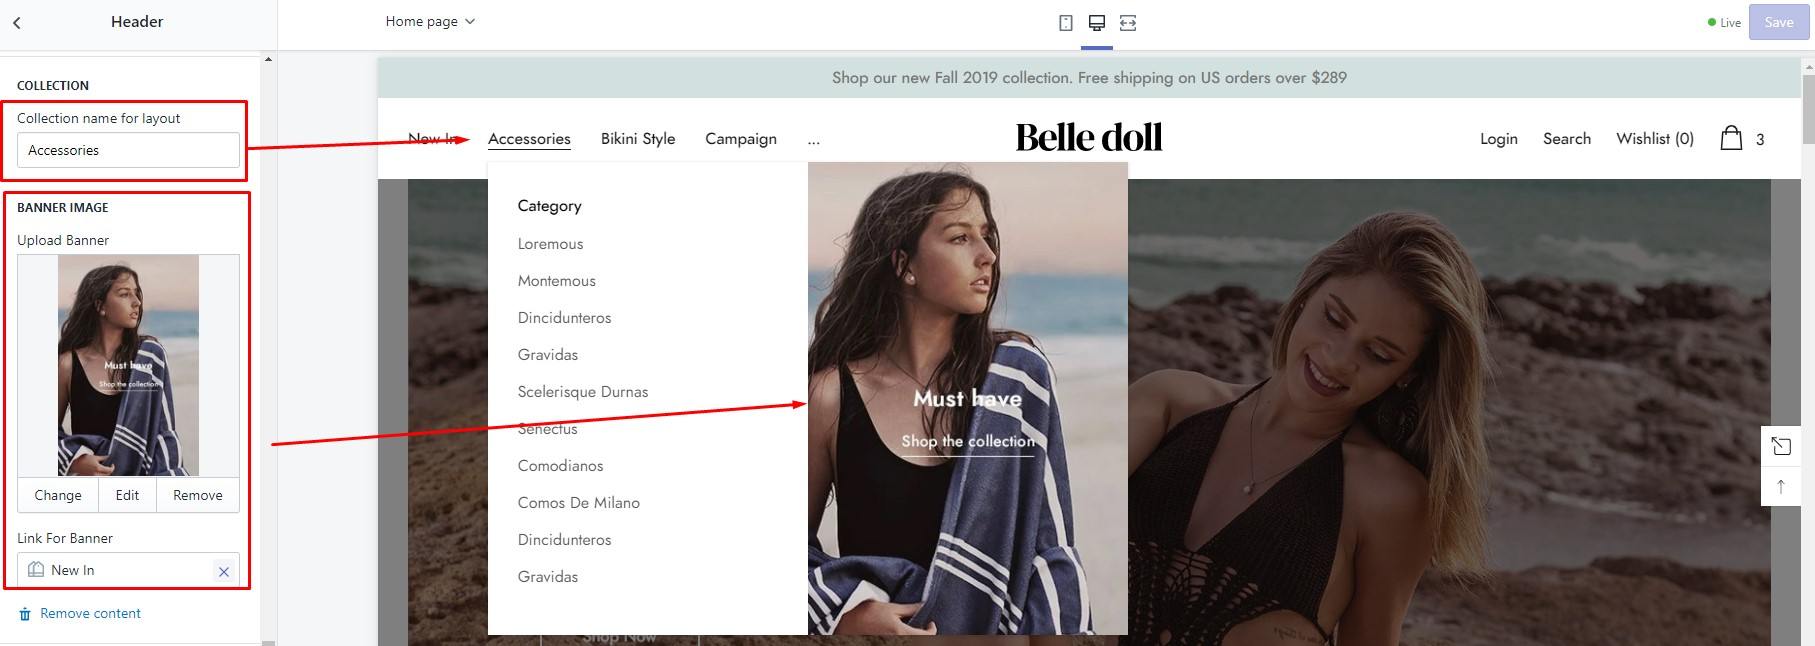 Header
Home page
Live
Save
COLLECTION
Collection name for layout
Accessories
BANNER IMAGE
Upload Banner
Must have
Shop the collection
Change
Edit
Remove
Link For Banner
New In
Remove content
Shop our new Fall 2019 collection. Free shipping on US orders over $289
New In
Accessories
Bikini Style
Campaign
...
Belle doll
Login
Search
Wishlist (0)
3
Category
Loremous
Montemous
Dincidunteros
Gravidas
Scelerisque Durnas
Senectus
Comodianos
Comos De Milano
Dincidunteros
Gravidas
Must have
Shop the collection
Shop Now